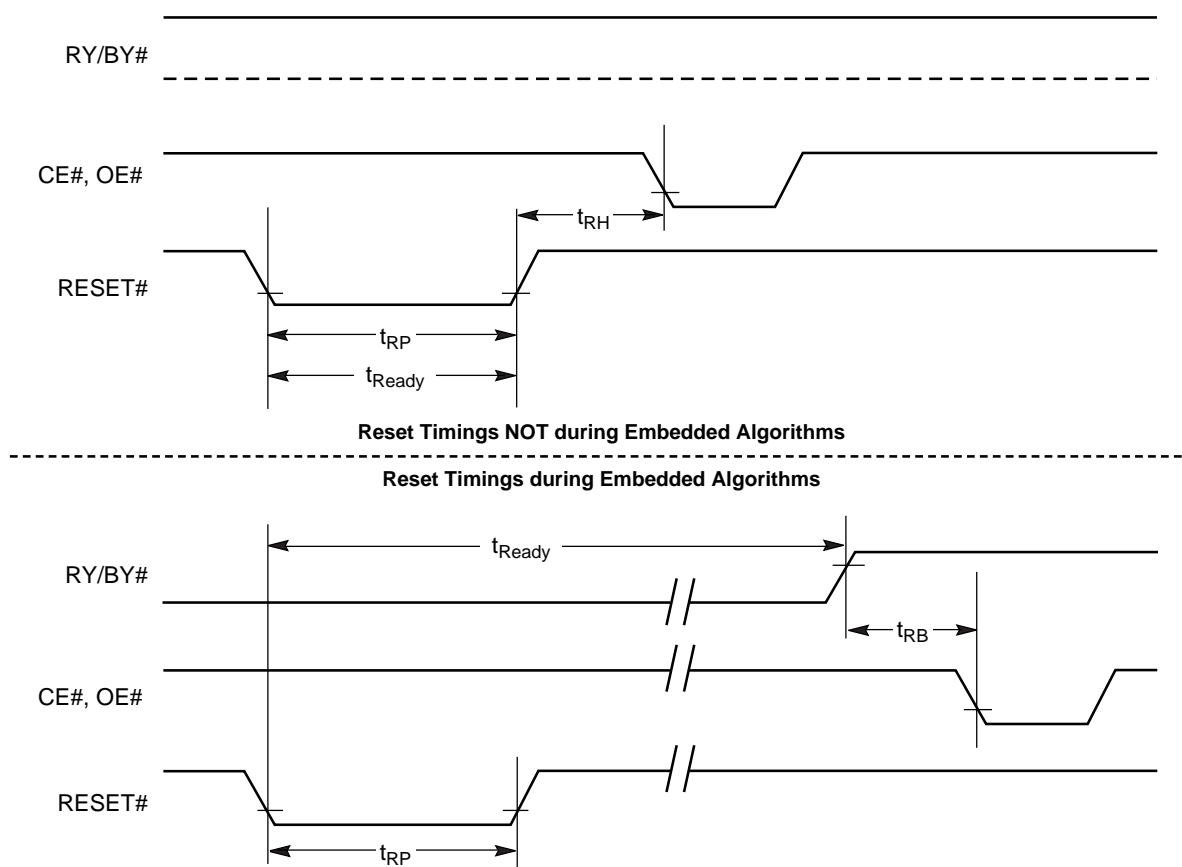 RY/BY#
CE#, OE#
tRH
RESET#
tRP
tReady
Reset Timings NOT during Embedded Algorithms
Reset Timings during Embedded Algorithms
tReady
RY/BY#
tRB
CE#, OE#
RESET#
tRP